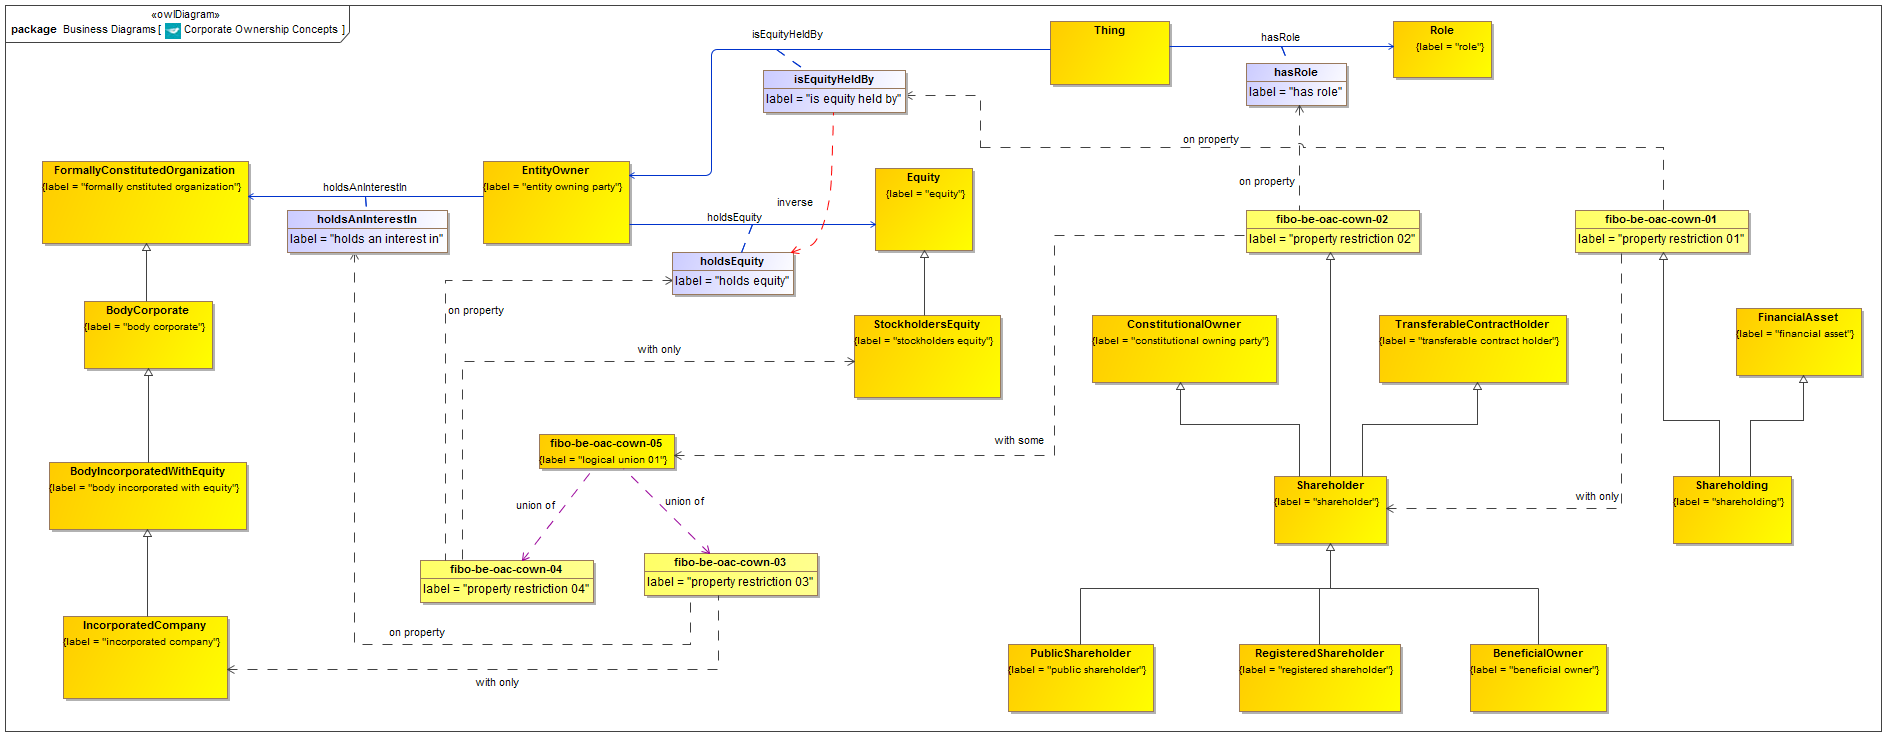 «owlDiagram»
package Business Diagrams [ Corporate Ownership Concepts ]
isEquityHeldBy
Thing
hasRole
Role
{label = "role"}
isEquityHeldBy
label = "is equity held by"
hasRole
label = "has role"
on property
FormallyConstitutedOrganization
{label = "formally cnstituted organization"}
holdsAnInterestIn
EntityOwner
{label = "entity owning party"}
Equity
{label = "equity"}
on property
inverse
holdsAnInterestIn
label = "holds an interest in"
holdsEquity
fibo-be-oac-cown-02
label = "property restriction 02"
fibo-be-oac-cown-01
label = "property restriction 01"
holdsEquity
label = "holds equity"
on property
BodyCorporate
{label = "body corporate"}
StockholdersEquity
{label = "stockholders equity"}
ConstitutionalOwner
{label = "constitutional owning party"}
TransferableContractHolder
{label = "transferable contract holder"}
FinancialAsset
{label = "financial asset"}
with only
fibo-be-oac-cown-05
{label = "logical union 01"}
with some
BodyIncorporatedWithEquity
{label = "body incorporated with equity"}
union of
union of
Shareholder
{label = "shareholder"}
with only
Shareholding
{label = "shareholding"}
fibo-be-oac-cown-04
label = "property restriction 04"
fibo-be-oac-cown-03
label = "property restriction 03"
IncorporatedCompany
{label = "incorporated company"}
on property
with only
PublicShareholder
{label = "public shareholder"}
RegisteredShareholder
{label = "registered shareholder"}
BeneficialOwner
{label = "beneficial owner"}